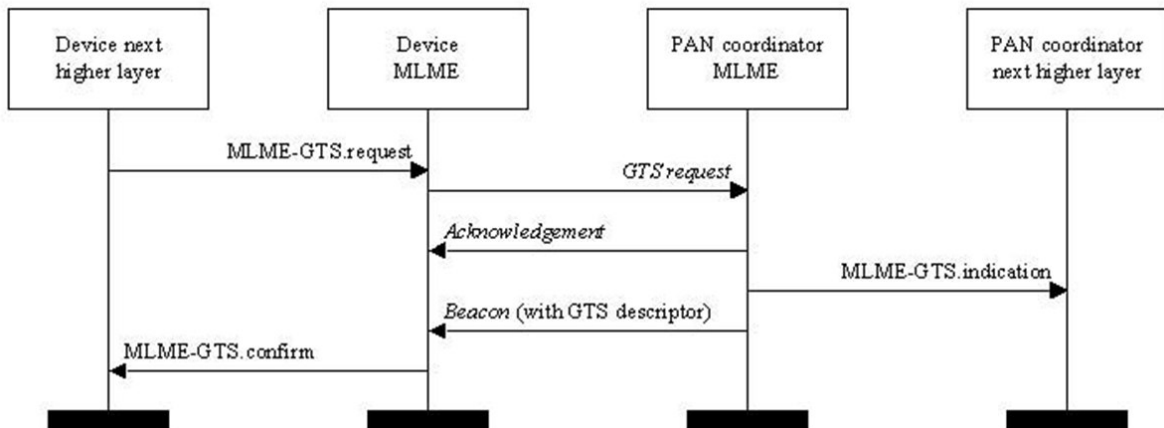 Device next
higher layer
Device
MLME
PAN coordinator
MLME
PAN coordinator
next higher layer
MLME-GTS.request
GTS request
Acknowledgement
MLME-GTS.indication
Beacon (with GTS descriptor)
MLME-GTS.confirm